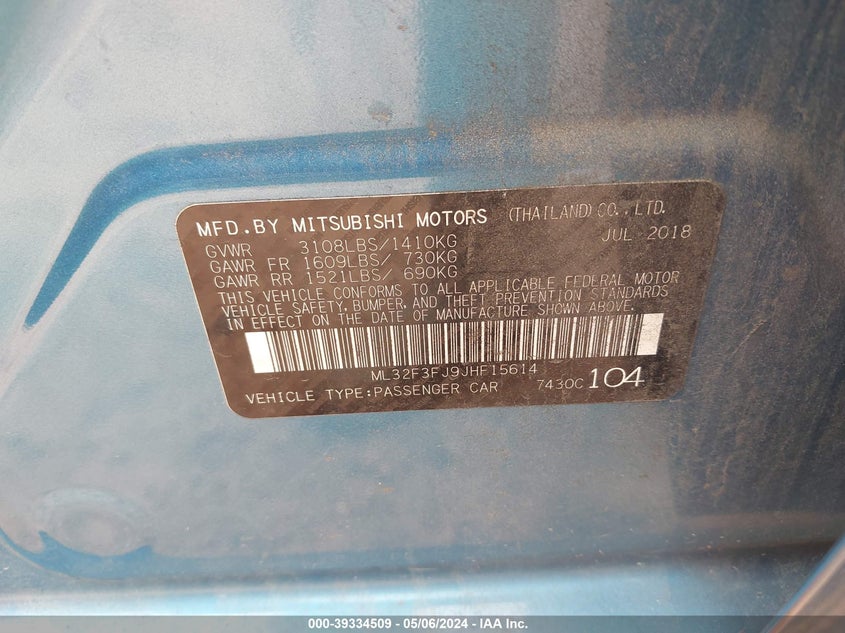 MFD.BY MITSUBISHI MOTORS (THAILAND)CO.,LTD.
GVWR 3108LBS/1410KG JUL 2018
GAWR FR 1609LBS/ 730KG
GAWR RR 1521LBS/ 690KG
THIS VEHICLE CONFORMS TO ALL APPLICABLE FEDERAL MOTOR
VEHICLE SAFETY, BUMPER, AND THEFT PREVENTION STANDARDS
IN EFFECT ON THE DATE OF MANUFACTURE SHOWN ABOVE.
ML32F3FJ9JHF15614
VEHICLE TYPE:PASSENGER CAR 7430C 104
000-39334509 — 05/06/2024 — IAA Inc.